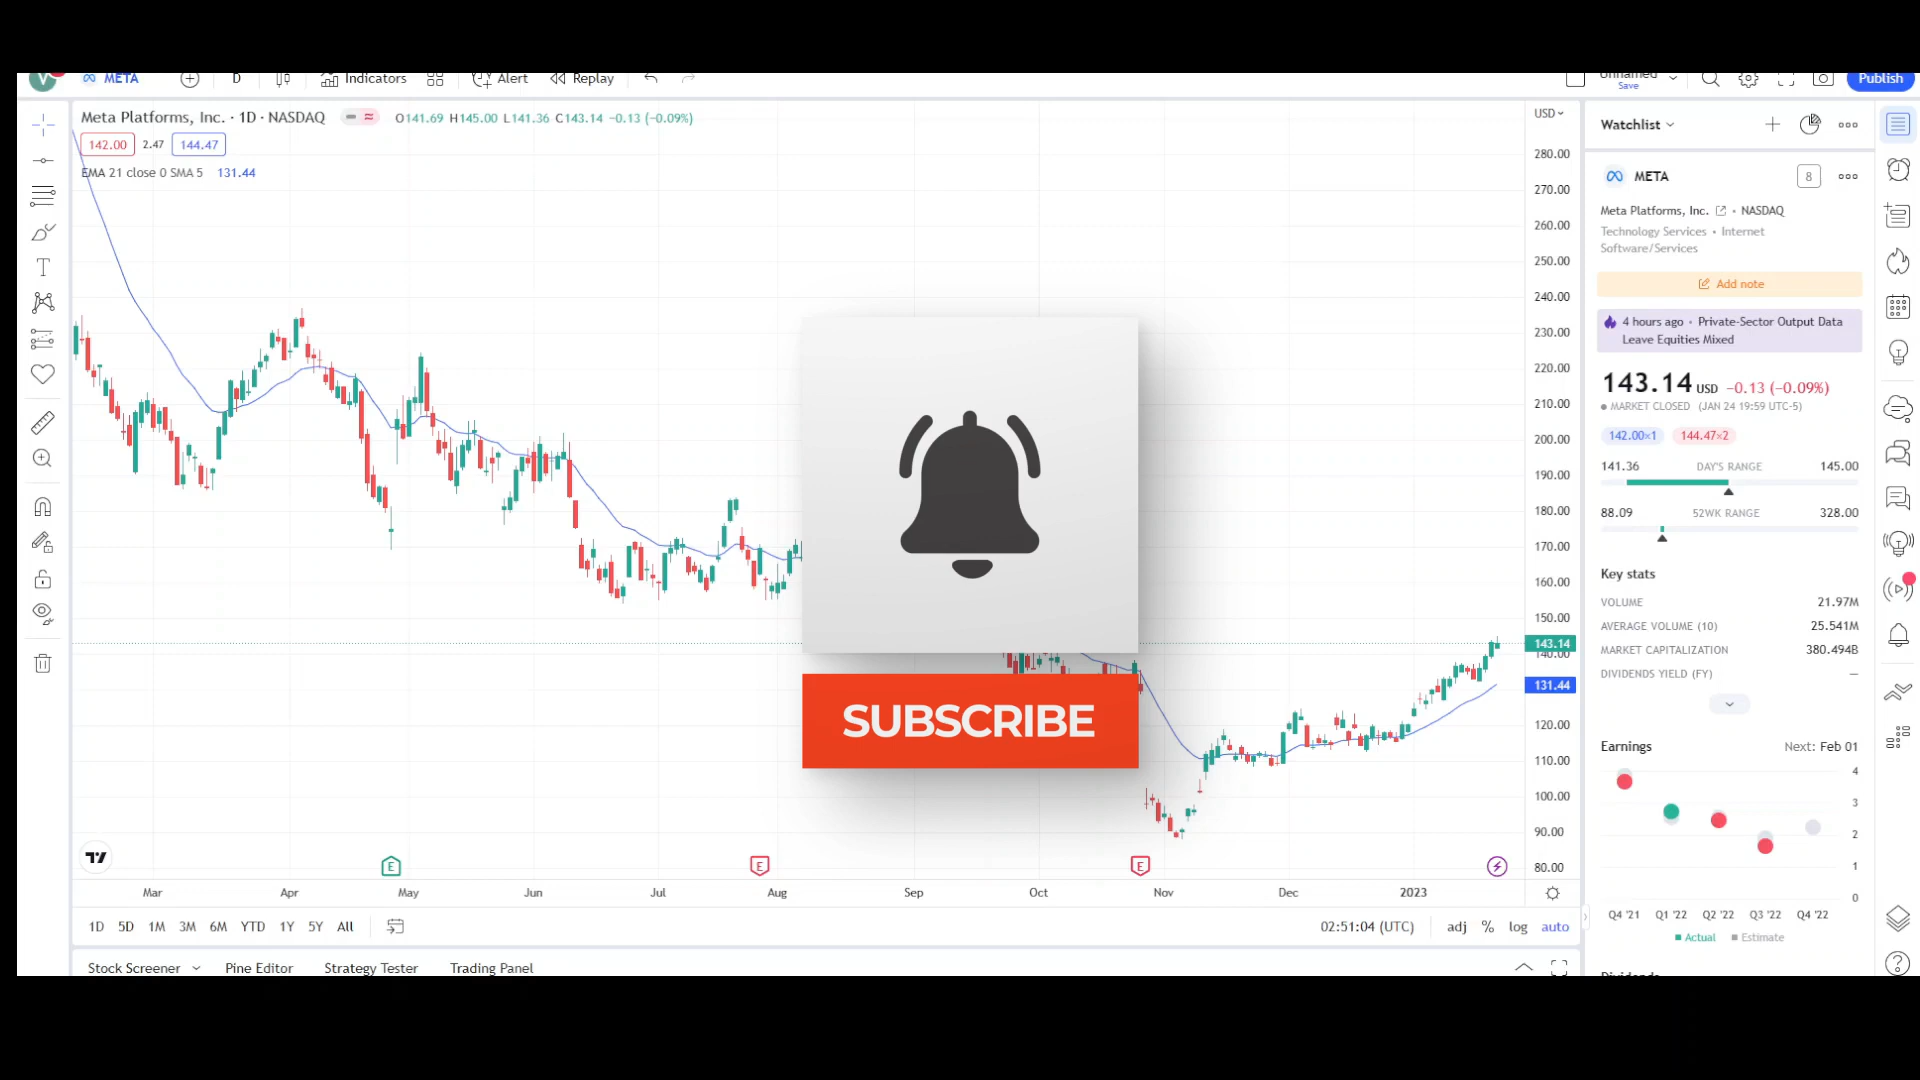 V META D Indicators Alert Replay Unnamed Save Publish
Meta Platforms, Inc. · 1D · NASDAQ O141.69 H145.00 L141.36 C143.14 −0.13 (−0.09%)
142.00 2.47 144.47
EMA 21 close 0 SMA 5 131.44
USD
280.00
270.00
260.00
250.00
240.00
230.00
220.00
210.00
200.00
190.00
180.00
170.00
160.00
150.00
143.14
140.00
131.44
120.00
110.00
100.00
90.00
80.00
SUBSCRIBE
E E E
Mar Apr May Jun Jul Aug Sep Oct Nov Dec 2023
1D 5D 1M 3M 6M YTD 1Y 5Y All 02:51:04 (UTC) adj % log auto
Stock Screener Pine Editor Strategy Tester Trading Panel
Watchlist
META 8
Meta Platforms, Inc. • NASDAQ
Technology Services • Internet
Software/Services
Add note
4 hours ago • Private-Sector Output Data
Leave Equities Mixed
143.14 USD −0.13 (−0.09%)
MARKET CLOSED (JAN 24 19:59 UTC-5)
142.00×1 144.47×2
141.36 DAY'S RANGE 145.00
88.09 52WK RANGE 328.00
Key stats
VOLUME 21.97M
AVERAGE VOLUME (10) 25.541M
MARKET CAPITALIZATION 380.494B
DIVIDENDS YIELD (FY) —
Earnings Next: Feb 01
4
3
2
1
0
Q4 '21 Q1 '22 Q2 '22 Q3 '22 Q4 '22
Actual Estimate
Dividends